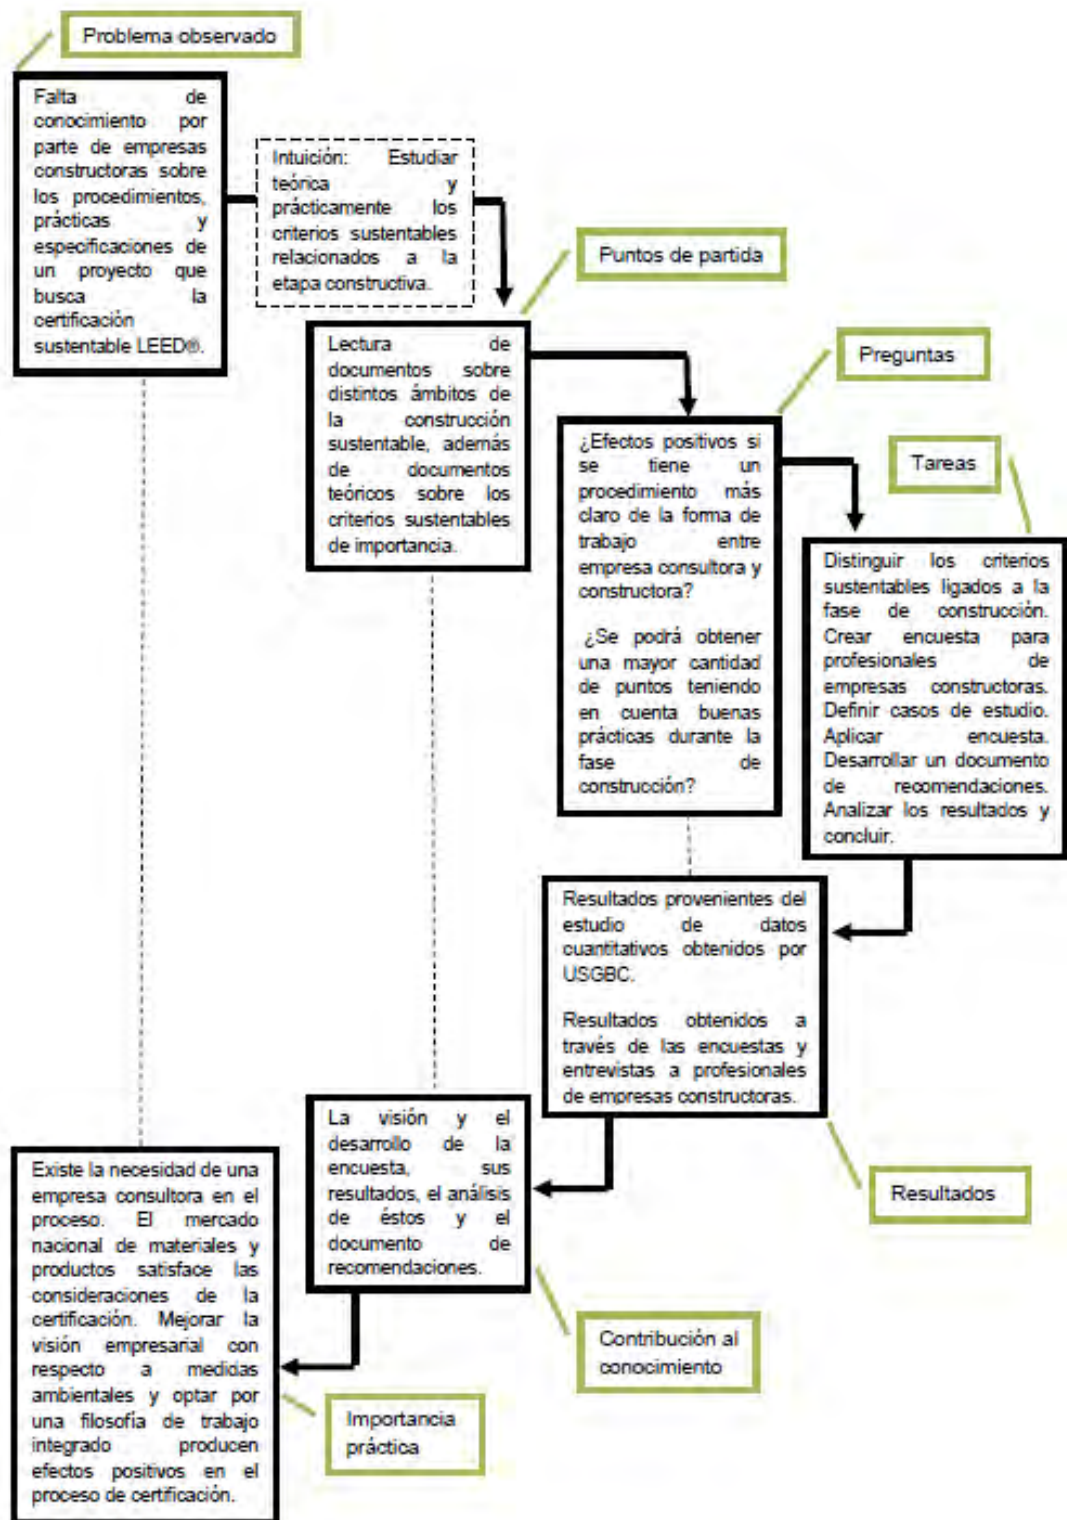 Problema observado
Falta de
conocimiento por
parte de empresas
constructoras sobre
los procedimientos,
prácticas y
especificaciones de
un proyecto que
busca la
certificación
sustentable LEED®.
Intuición: Estudiar
teórica y
prácticamente los
criterios sustentables
relacionados a la
etapa constructiva.
Puntos de partida
Lectura de
documentos sobre
distintos ámbitos de
la construcción
sustentable, además
de documentos
teóricos sobre los
criterios sustentables
de importancia.
Preguntas
¿Efectos positivos si
se tiene un
procedimiento más
claro de la forma de
trabajo entre
empresa consultora y
constructora?
¿Se podrá obtener
una mayor cantidad
de puntos teniendo
en cuenta buenas
prácticas durante la
fase de
construcción?
Tareas
Distinguir los criterios
sustentables ligados a la
fase de construcción.
Crear encuesta para
profesionales de
empresas constructoras.
Definir casos de estudio.
Aplicar encuesta.
Desarrollar un documento
de recomendaciones.
Analizar los resultados y
concluir.
Resultados provenientes del
estudio de datos
cuantitativos obtenidos por
USGBC.
Resultados obtenidos a
través de las encuestas y
entrevistas a profesionales
de empresas constructoras.
Resultados
La visión y el
desarrollo de la
encuesta, sus
resultados, el análisis
de éstos y el
documento de
recomendaciones.
Contribución al
conocimiento
Existe la necesidad de una
empresa consultora en el
proceso. El mercado
nacional de materiales y
productos satisface las
consideraciones de la
certificación. Mejorar la
visión empresarial con
respecto a medidas
ambientales y optar por
una filosofía de trabajo
integrado producen
efectos positivos en el
proceso de certificación.
Importancia
práctica